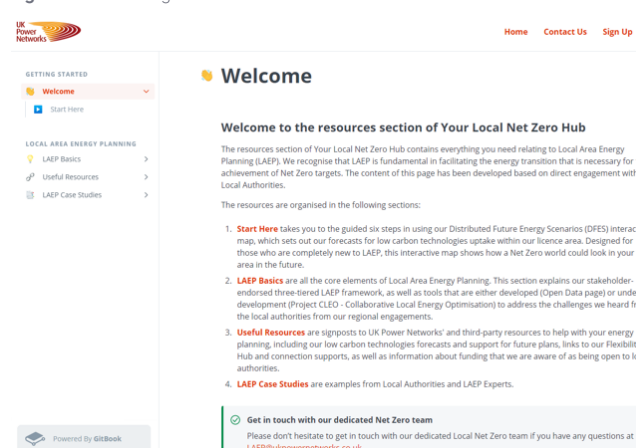 UK
Power
Networks
Home Contact Us Sign Up
GETTING STARTED
Welcome
Start Here
LOCAL AREA ENERGY PLANNING
LAEP Basics
Useful Resources
LAEP Case Studies
Powered By GitBook
Welcome
Welcome to the resources section of Your Local Net Zero Hub
The resources section of Your Local Net Zero Hub contains everything you need relating to Local Area Energy
Planning (LAEP). We recognise that LAEP is fundamental in facilitating the energy transition that is necessary for
achievement of Net Zero targets. The content of this page has been developed based on direct engagement with
Local Authorities.
The resources are organised in the following sections:
1. Start Here takes you to the guided six steps in using our Distributed Future Energy Scenarios (DFES) interac
map, which sets out our forecasts for low carbon technologies uptake within our licence area. Designed for
those who are completely new to LAEP, this interactive map shows how a Net Zero world could look in your
area in the future.
2. LAEP Basics are all the core elements of Local Area Energy Planning. This section explains our stakeholder-
endorsed three-tiered LAEP framework, as well as tools that are either developed (Open Data page) or unde
development (Project CLEO - Collaborative Local Energy Optimisation) to address the challenges we heard fr
the local authorities from our regional engagements.
3. Useful Resources are signposts to UK Power Networks' and third-party resources to help with your energy
planning, including our low carbon technologies forecasts and support for future plans, links to our Flexibilit
Hub and connection supports, as well as information about funding that we are aware of as being open to lo
authorities.
4. LAEP Case Studies are examples from Local Authorities and LAEP Experts.
Get in touch with our dedicated Net Zero team
Please don't hesitate to get in touch with our dedicated Local Net Zero team if you have any questions at